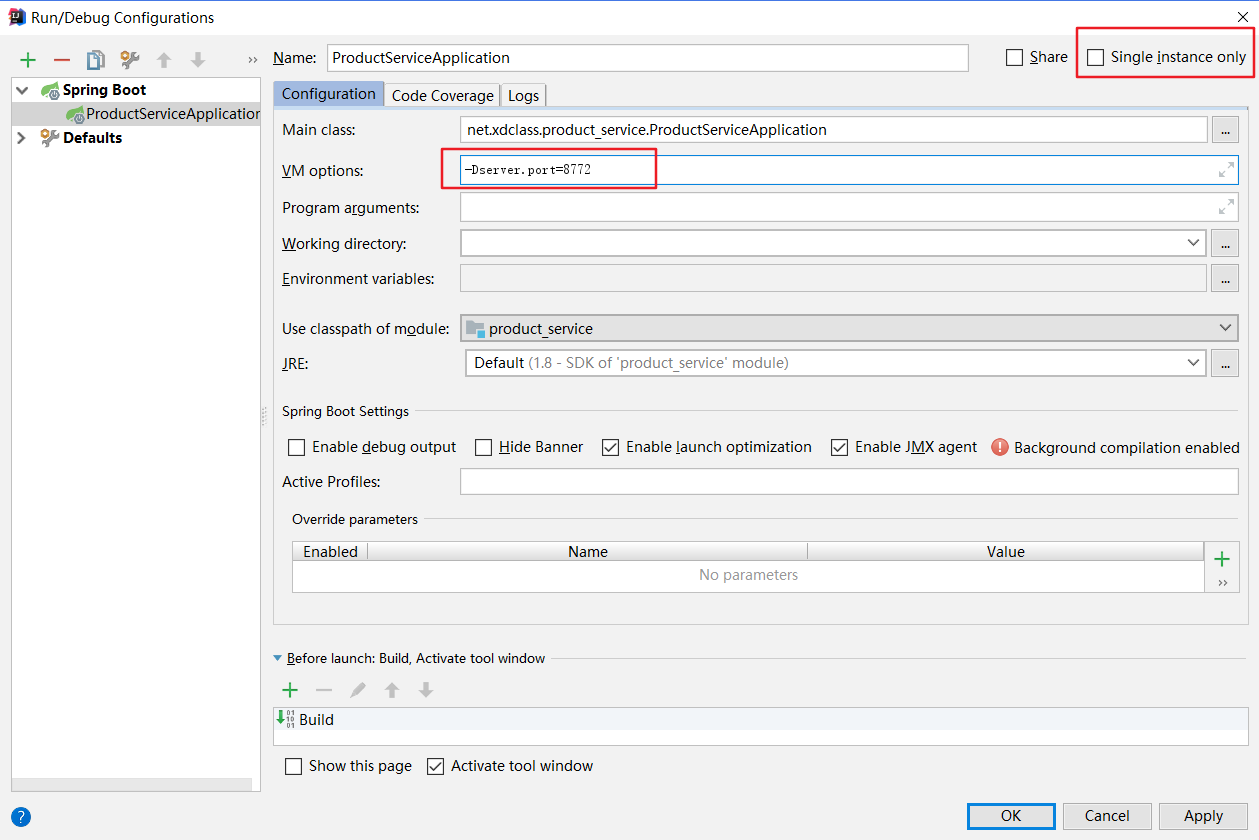 Run/Debug Configurations
Name: ProductServiceApplication Share Single instance only
Spring Boot
ProductServiceApplication
Defaults
Configuration Code Coverage Logs
Main class: net.xdclass.product_service.ProductServiceApplication ...
VM options: -Dserver.port=8772
Program arguments:
Working directory: ...
Environment variables: ...
Use classpath of module: product_service
JRE: Default (1.8 - SDK of 'product_service' module) ...
Spring Boot Settings
Enable debug output Hide Banner Enable launch optimization Enable JMX agent Background compilation enabled
Active Profiles:
Override parameters
Enabled Name Value
No parameters
Before launch: Build, Activate tool window
Build
Show this page Activate tool window
? OK Cancel Apply